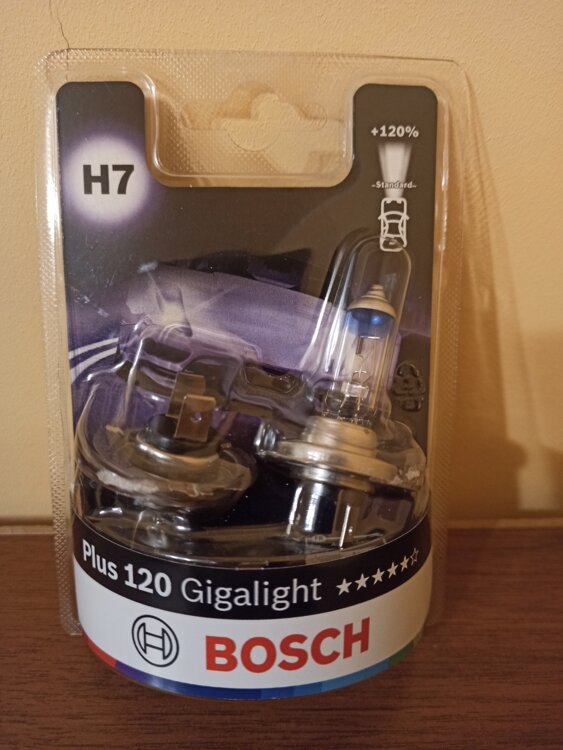 H7
+120%
Standard
Plus 120 Gigalight ★★★★★☆
BOSCH